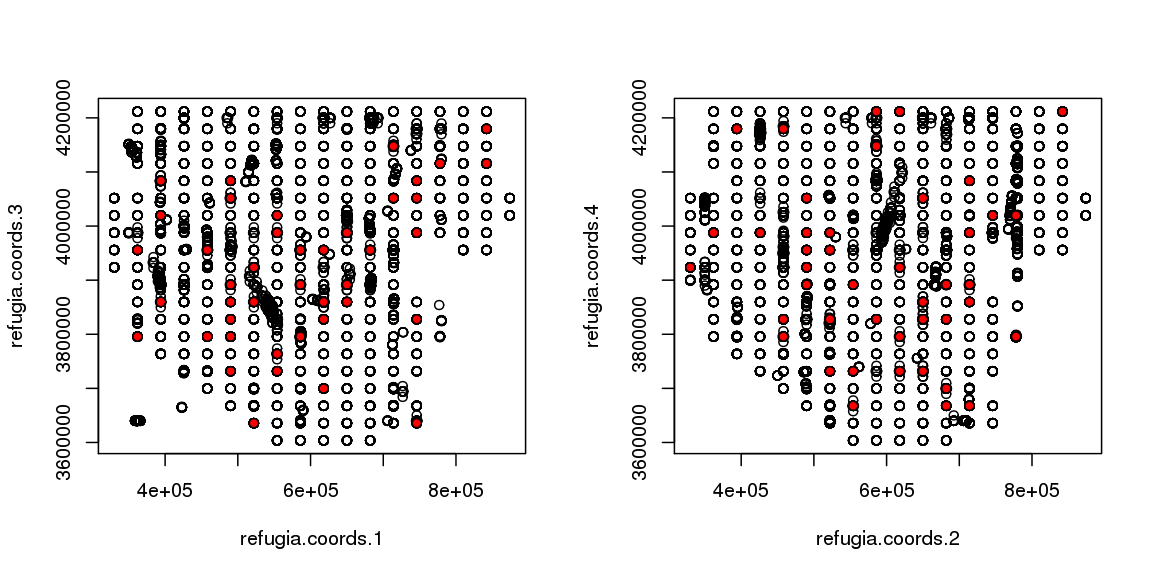 refugia.coords.3
4200000
4000000
3800000
3600000
4e+05 6e+05 8e+05
refugia.coords.1
refugia.coords.4
4200000
4000000
3800000
3600000
4e+05 6e+05 8e+05
refugia.coords.2